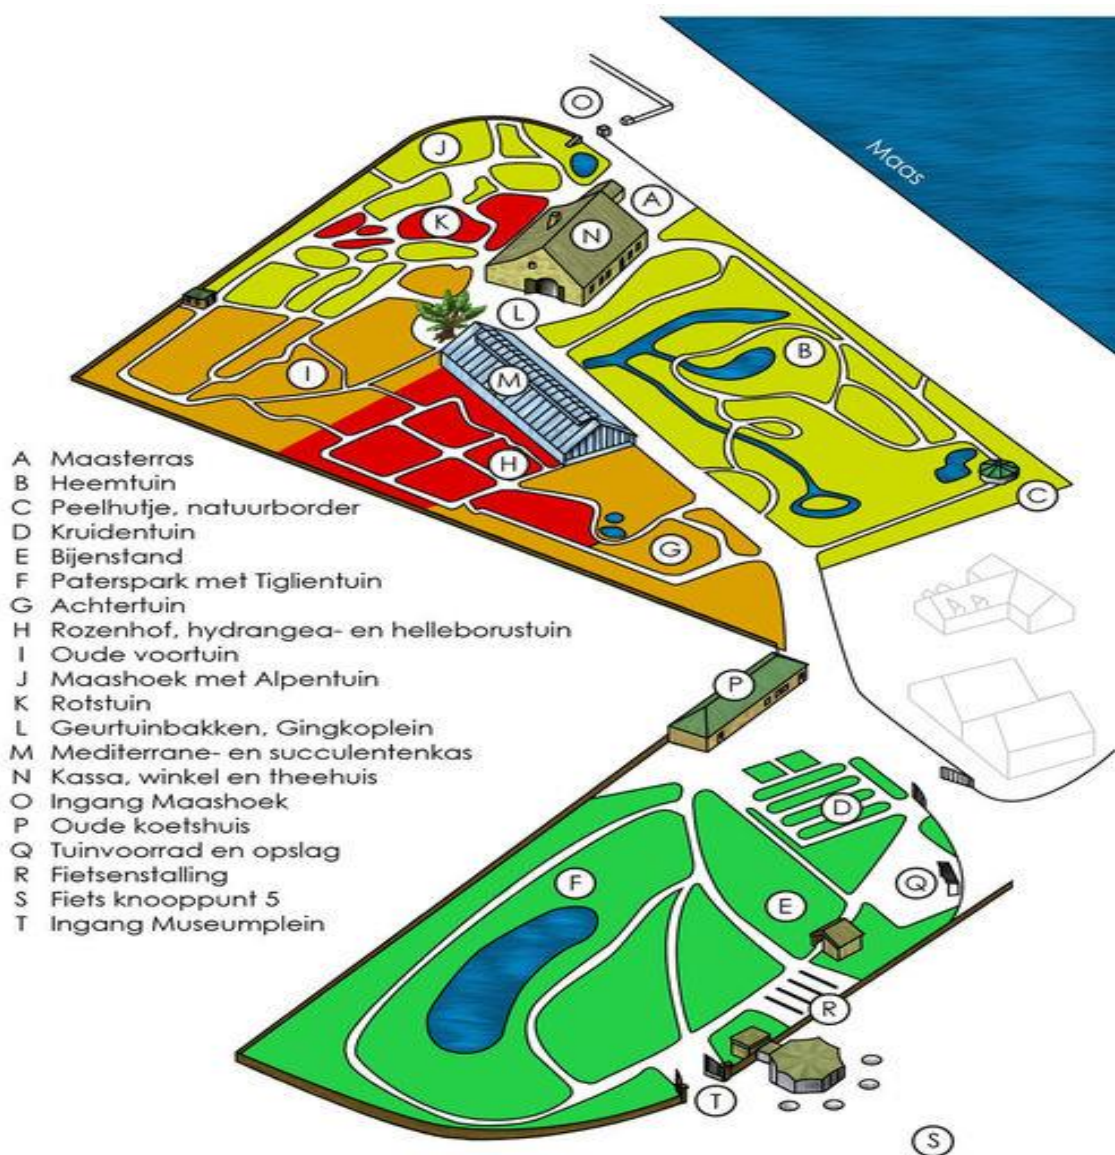 O
Maas
J
A
K
N
L
B
I
M
H
C
G
A Maasterras
B Heemtuin
C Peelhutje, natuurborder
D Kruidentuin
E Bijenstand
F Paterspark met Tiglientuin
G Achtertuin
H Rozenhof, hydrangea- en helleborustuin
I Oude voortuin
J Maashoek met Alpentuin
K Rotstuin
L Geurtuinbakken, Gingkoplein
M Mediterrane- en succulentenkas
N Kassa, winkel en theehuis
O Ingang Maashoek
P Oude koetshuis
Q Tuinvoorrad en opslag
R Fietsenstalling
S Fiets knooppunt 5
T Ingang Museumplein
P
D
F
Q
E
R
T
S